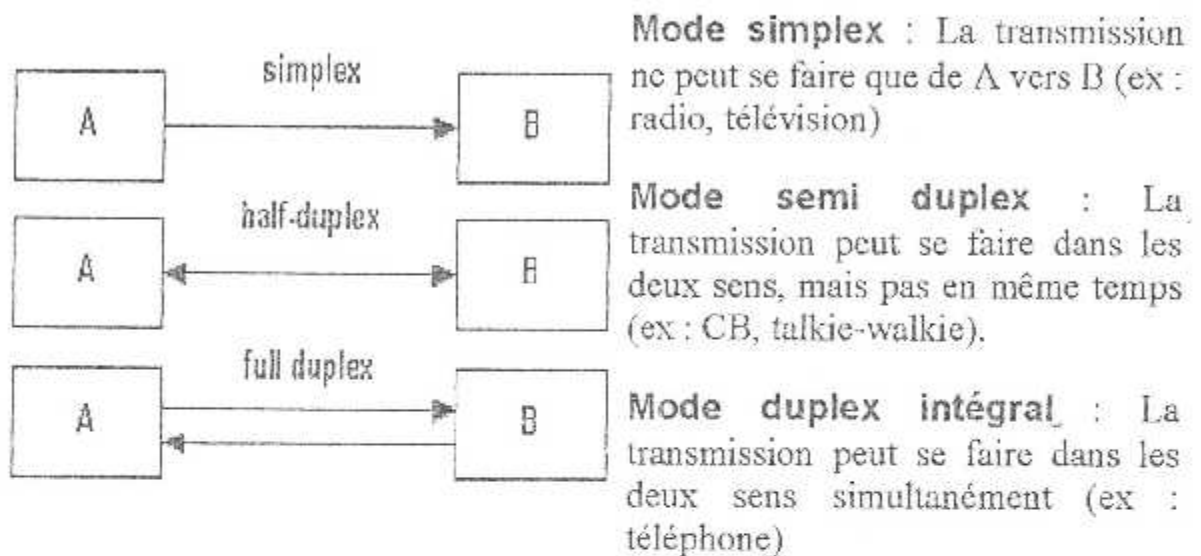 simplex
A
B
half-duplex
A
B
full duplex
A
B
Mode simplex : La transmission
ne peut se faire que de A vers B (ex :
radio, télévision)
Mode semi duplex : La
transmission peut se faire dans les
deux sens, mais pas en même temps
(ex : CB, talkie-walkie).
Mode duplex intégral : La
transmission peut se faire dans les
deux sens simultanément (ex :
téléphone)